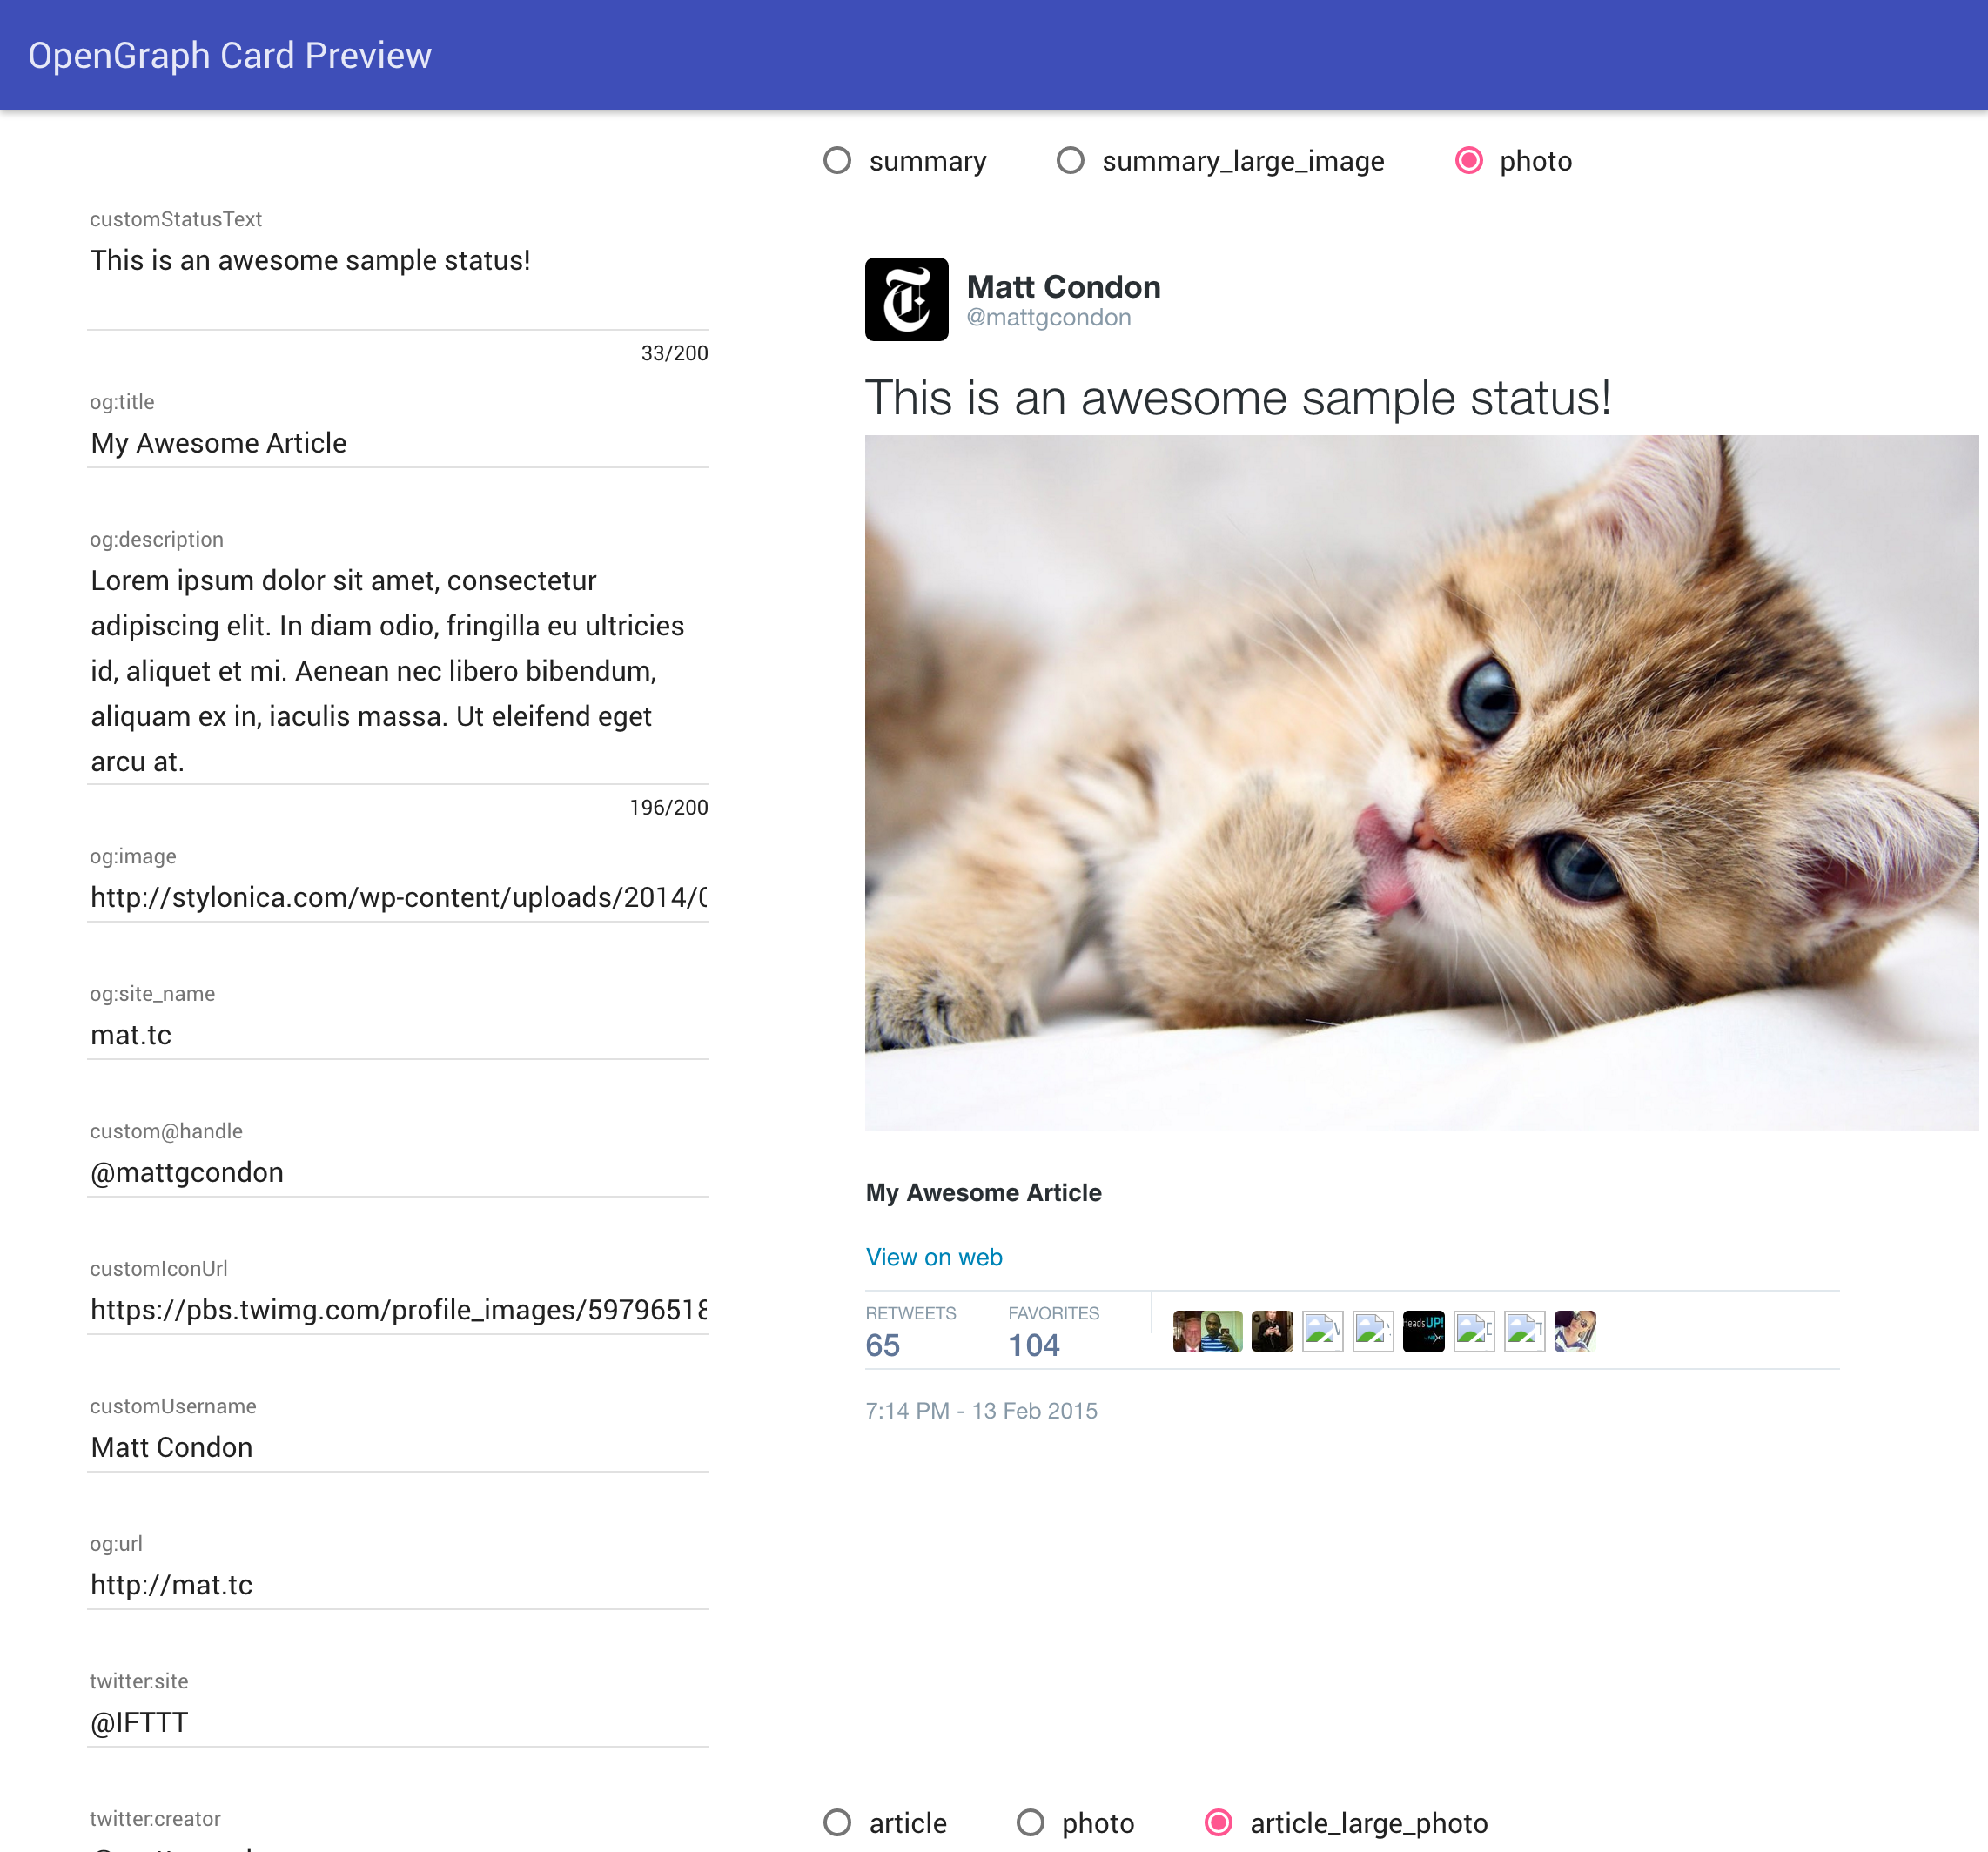 OpenGraph Card Preview
summary
summary_large_image
photo
customStatusText
This is an awesome sample status!
33/200
og:title
My Awesome Article
og:description
Lorem ipsum dolor sit amet, consectetur
adipiscing elit. In diam odio, fringilla eu ultricies
id, aliquet et mi. Aenean nec libero bibendum,
aliquam ex in, iaculis massa. Ut eleifend eget
arcu at.
196/200
og:image
http://stylonica.com/wp-content/uploads/2014/0
og:site_name
mat.tc
custom@handle
@mattgcondon
customIconUrl
https://pbs.twimg.com/profile_images/59796518
customUsername
Matt Condon
og:url
http://mat.tc
twitter:site
@IFTTT
twitter:creator
Matt Condon
@mattgcondon
This is an awesome sample status!
My Awesome Article
View on web
RETWEETS
65
FAVORITES
104
HeadsUP!
7:14 PM - 13 Feb 2015
article
photo
article_large_photo